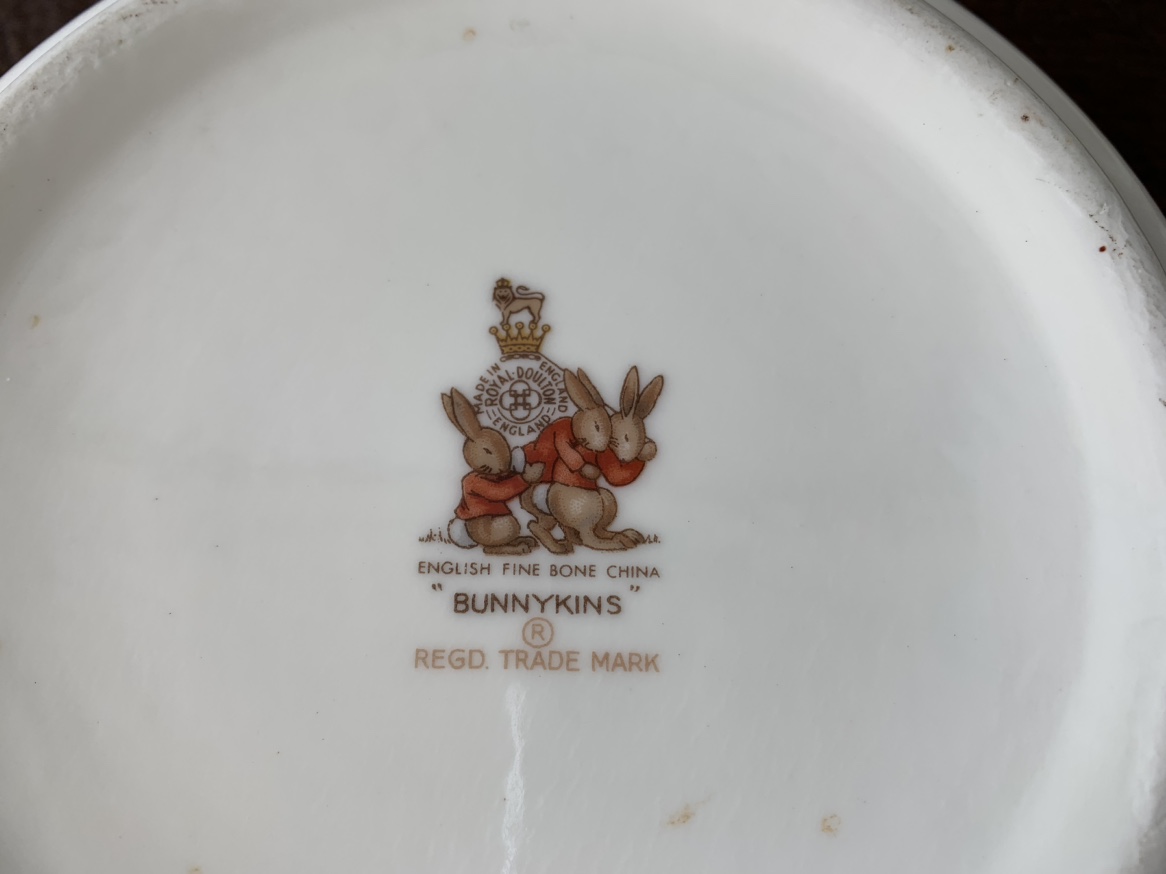 MADE IN ENGLAND
ROYAL·DOULTON
ENGLAND
ENGLISH FINE BONE CHINA
"BUNNYKINS"
®
REGD. TRADE MARK